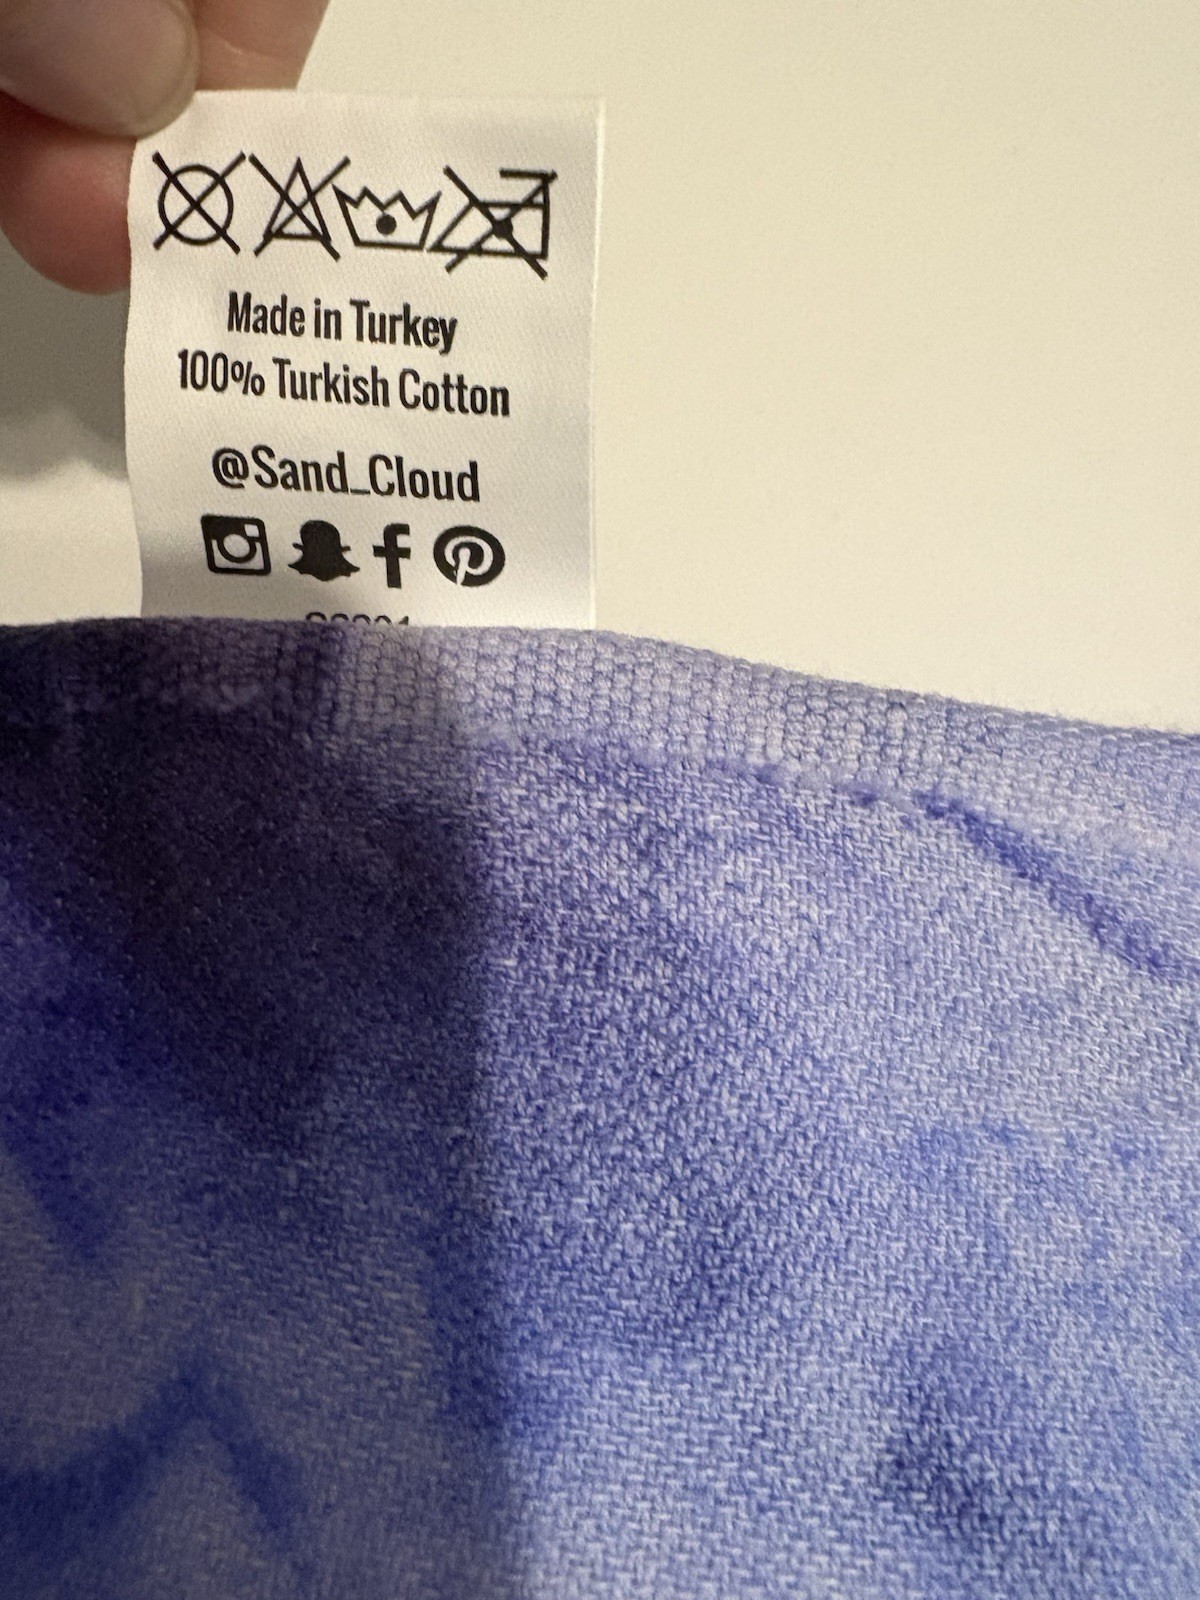 Made in Turkey
100% Turkish Cotton
@Sand_Cloud